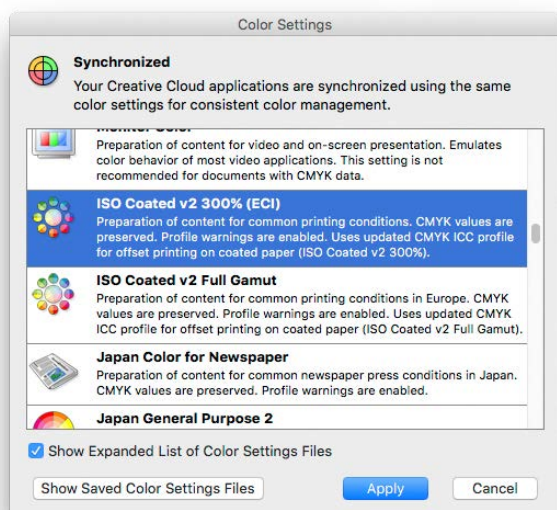 Color Settings
Synchronized
Your Creative Cloud applications are synchronized using the same
color settings for consistent color management.
Monitor Color
Preparation of content for video and on-screen presentation. Emulates
color behavior of most video applications. This setting is not
recommended for documents with CMYK data.
ISO Coated v2 300% (ECI)
Preparation of content for common printing conditions. CMYK values are
preserved. Profile warnings are enabled. Uses updated CMYK ICC profile
for offset printing on coated paper (ISO Coated v2 300%).
ISO Coated v2 Full Gamut
Preparation of content for common printing conditions in Europe. CMYK
values are preserved. Profile warnings are enabled. Uses updated CMYK
ICC profile for offset printing on coated paper (ISO Coated v2 Full Gamut).
Japan Color for Newspaper
Preparation of content for common newspaper press conditions in Japan.
CMYK values are preserved. Profile warnings are enabled.
Japan General Purpose 2
Show Expanded List of Color Settings Files
Show Saved Color Settings Files
Apply
Cancel